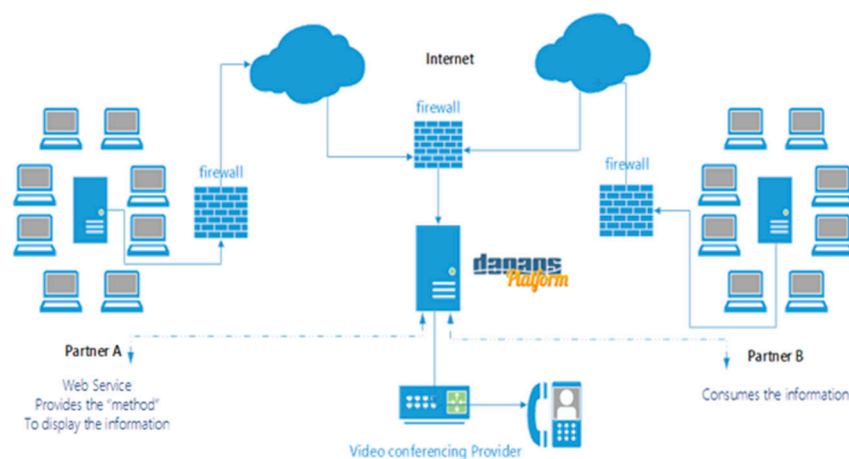 Internet
firewall
firewall
firewall
danans
Platform
Partner A
Web Service
Provides the "method"
To display the information
Partner B
Consumes the information
Video conferencing Provider